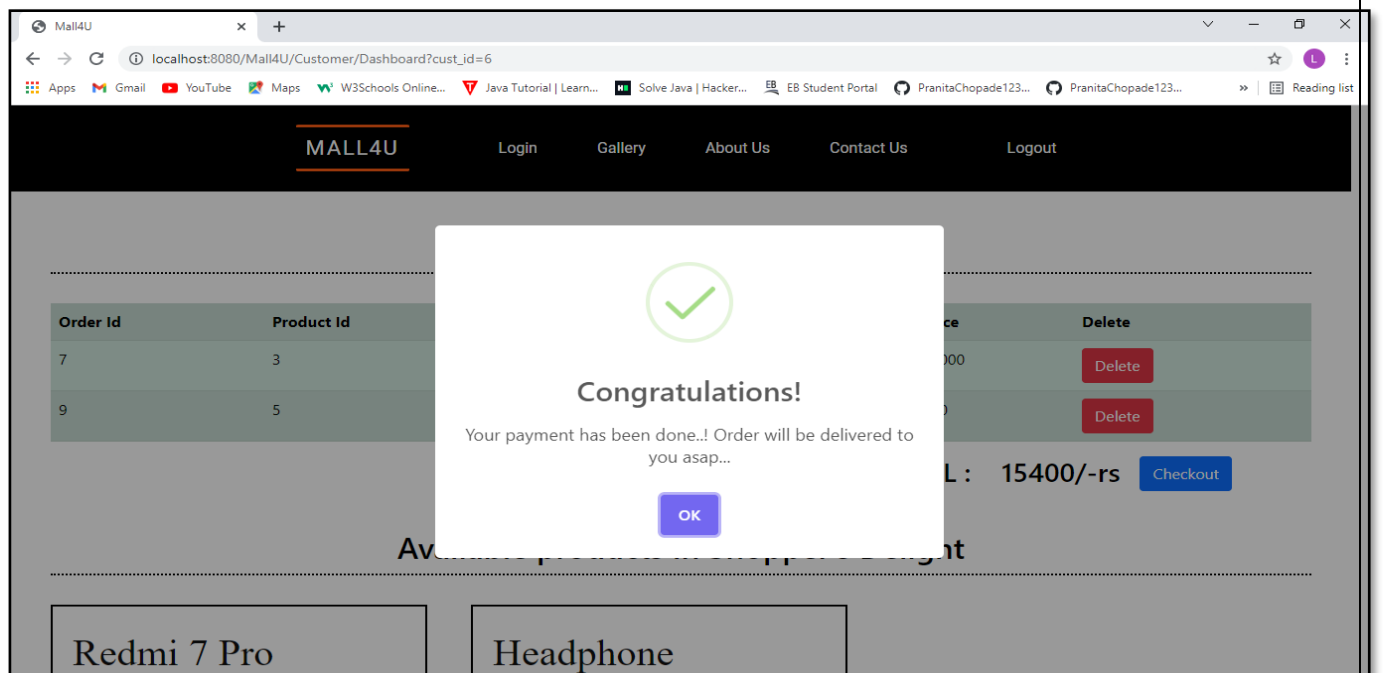 Mall4U
localhost:8080/Mall4U/Customer/Dashboard?cust_id=6
L
Apps Gmail YouTube Maps W3Schools Online... Java Tutorial | Learn... Solve Java | Hacker... EB Student Portal PranitaChopade123... PranitaChopade123... » Reading list
MALL4U Login Gallery About Us Contact Us Logout
Order Id Product Id Delete
7 3 Delete
9 5 Delete
Congratulations!
Your payment has been done..! Order will be delivered to
you asap...
L : 15400/-rs Checkout
OK
Redmi 7 Pro Headphone